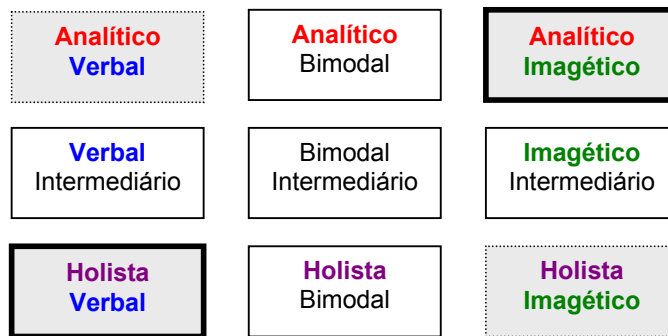 Analítico
Verbal
Analítico
Bimodal
Analítico
Imagético
Verbal
Intermediário
Bimodal
Intermediário
Imagético
Intermediário
Holista
Verbal
Holista
Bimodal
Holista
Imagético